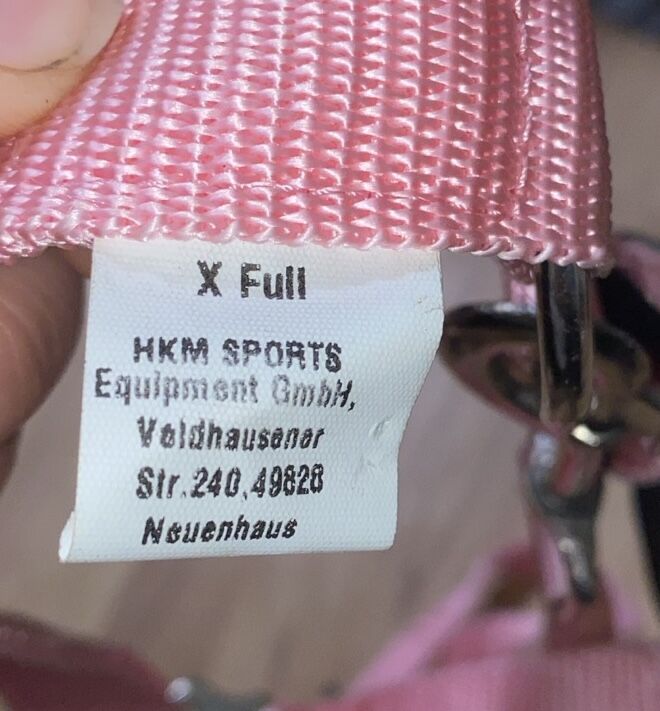 X Full
HKM SPORTS
Equipment GmbH,
Veldhausener
Str.240,49828
Neuenhaus